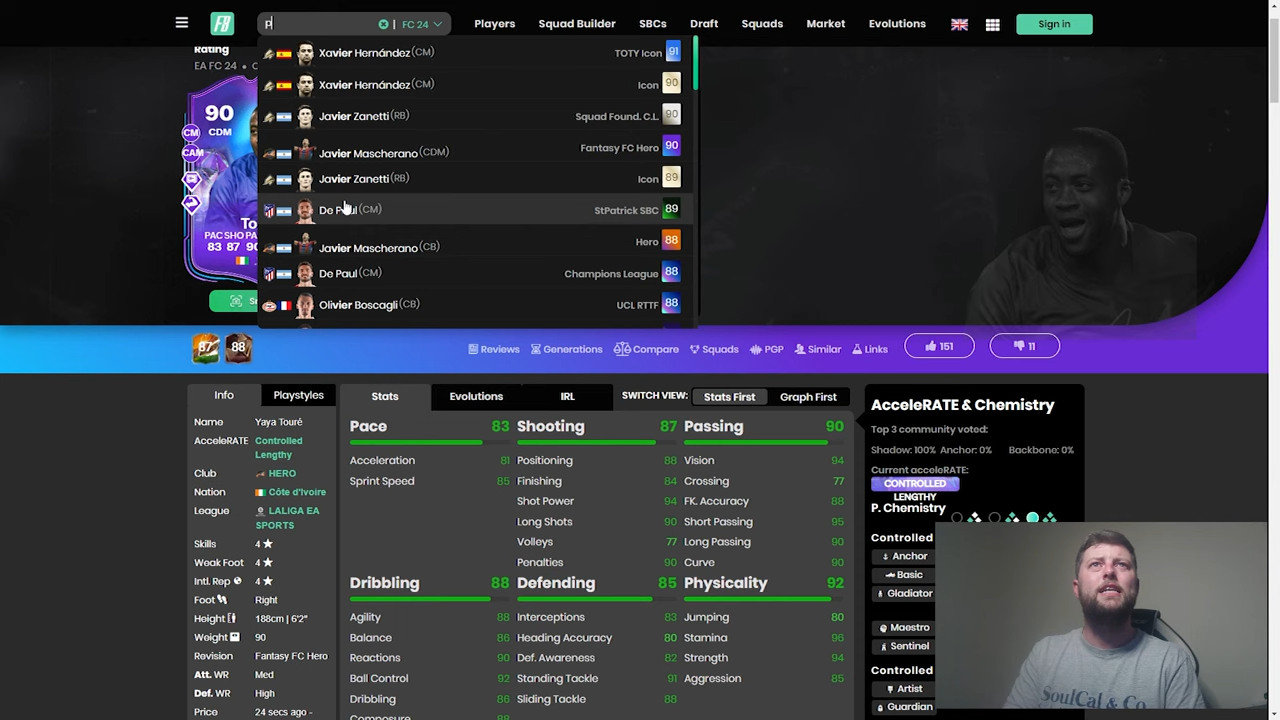 FB
p
| FC 24
Players
Squad Builder
SBCs
Draft
Squads
Market
Evolutions
Sign in
Rating
EA FC 24 •
Xavier Hernández (CM) TOTY Icon 91
Xavier Hernández (CM) Icon 90
Javier Zanetti (RB) Squad Found. C.L. 90
Javier Mascherano (CDM) Fantasy FC Hero 90
Javier Zanetti (RB) Icon 89
De Paul (CM) StPatrick SBC 89
Javier Mascherano (CB) Hero 88
De Paul (CM) Champions League 88
Olivier Boscagli (CB) UCL RTTF 88
90
CDM
CM
CAM
To
PAC SHO PA
83 87 90
87
88
Reviews
Generations
Compare
Squads
PGP
Similar
Links
151
11
Info
Playstyles
Stats
Evolutions
IRL
SWITCH VIEW:
Stats First
Graph First
Name Yaya Touré
AcceleRATE Controlled
Lengthy
Club HERO
Nation Côte d'Ivoire
League LALIGA EA
SPORTS
Skills 4 ★
Weak Foot 4 ★
Intl. Rep 4 ★
Foot Right
Height 188cm | 6'2"
Weight 90
Revision Fantasy FC Hero
Att. WR Med
Def. WR High
Price 24 secs ago -
Pace 83
Acceleration 81
Sprint Speed 85
Shooting 87
Positioning 88
Finishing 84
Shot Power 94
Long Shots 90
Volleys 77
Penalties 90
Passing 90
Vision 94
Crossing 77
FK. Accuracy 88
Short Passing 95
Long Passing 90
Curve 90
Dribbling 88
Agility 88
Balance 86
Reactions 90
Ball Control 92
Dribbling 86
Composure
Defending 85
Interceptions 83
Heading Accuracy 80
Def. Awareness 82
Standing Tackle 91
Sliding Tackle 88
Physicality 92
Jumping 80
Stamina 96
Strength 94
Aggression 85
AcceleRATE & Chemistry
Top 3 community voted:
Shadow: 100% Anchor: 0% Backbone: 0%
Current acceleRATE:
CONTROLLED
LENGTHY
P. Chemistry
Controlled
Anchor
Basic
Gladiator
Maestro
Sentinel
Controlled
Artist
Guardian
SoulCal & Co